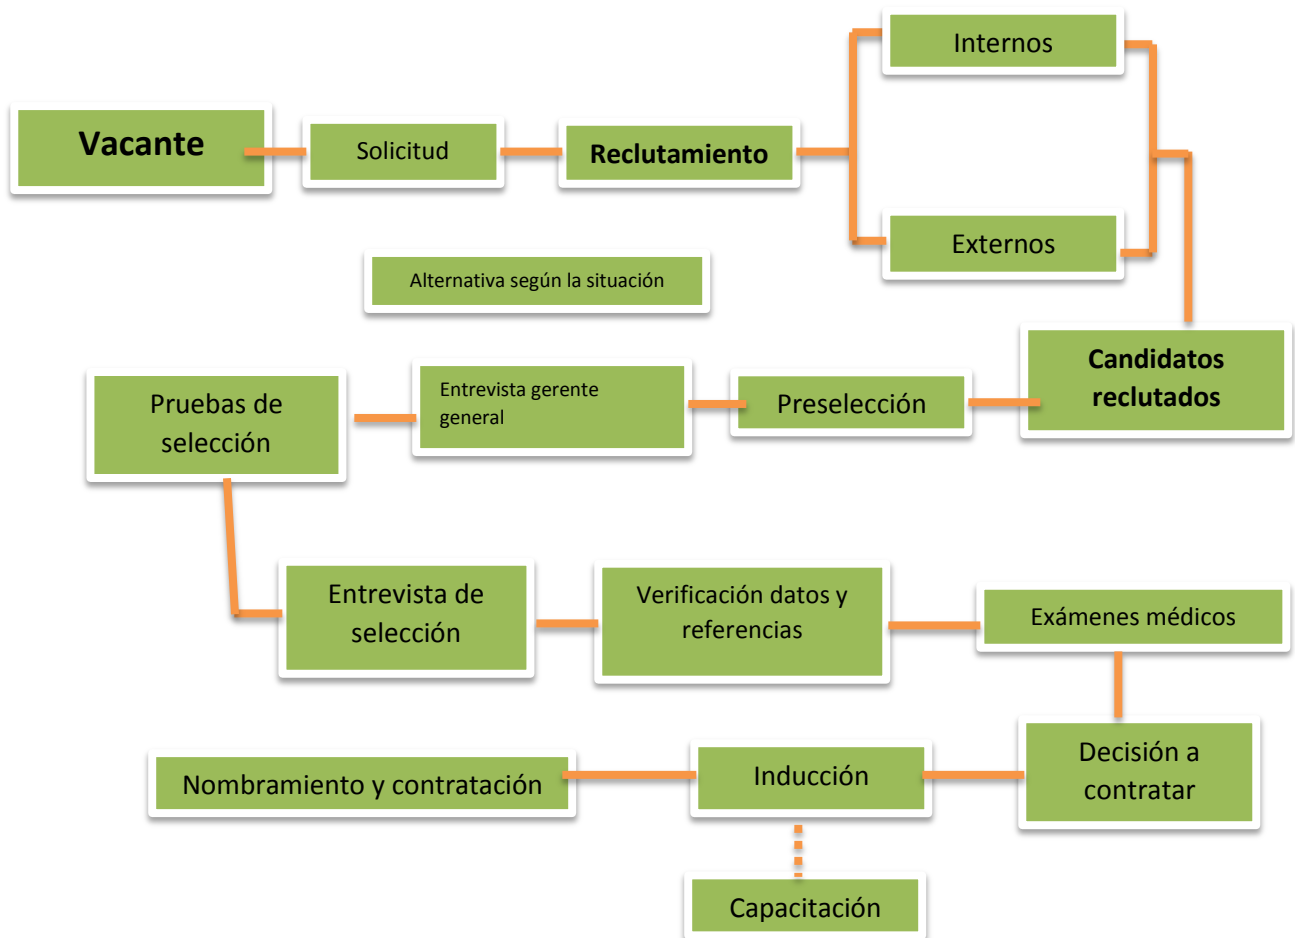 Internos
Vacante
Solicitud
Reclutamiento
Externos
Alternativa según la situación
Candidatos
reclutados
Preselección
Entrevista gerente
general
Pruebas de
selección
Entrevista de
selección
Verificación datos y
referencias
Exámenes médicos
Decisión a
contratar
Inducción
Nombramiento y contratación
Capacitación